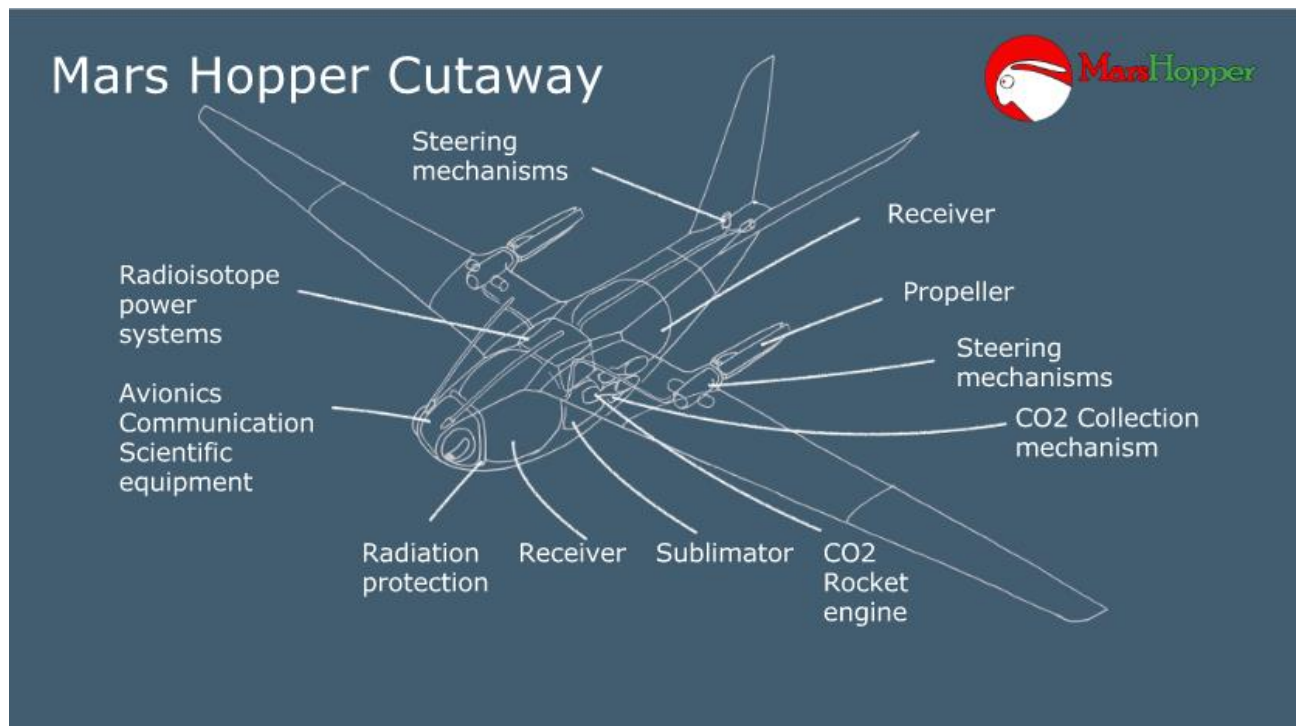 Mars Hopper Cutaway
MarsHopper
Steering
mechanisms
Receiver
Radioisotope
power
systems
Propeller
Steering
mechanisms
Avionics
Communication
Scientific
equipment
CO2 Collection
mechanism
Radiation
protection
Receiver
Sublimator
CO2
Rocket
engine